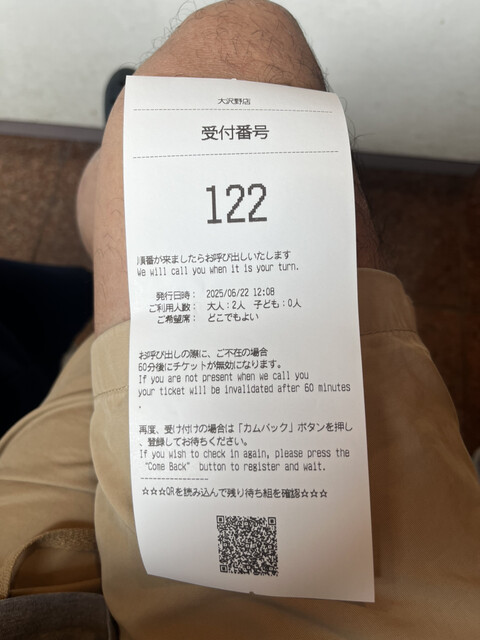 大沢野店
受付番号
122
順番が来ましたらお呼び出しいたします
We will call you when it is your turn.
発行日時： 2025/06/22 12:08
ご利用人数： 大人：2人 子ども：0人
ご希望席： どこでもよい
お呼び出しの際に、ご不在の場合
60分後にチケットが無効になります。
If you are not present when we call you
your ticket will be invalidated after 60 minutes
.
再度、受け付けの場合は「カムバック」ボタンを押し
、登録してお待ちください。
If you wish to check in again, please press the
“Come Back” button to register and wait.
----------------
☆☆☆QRを読み込んで残り待ち組を確認☆☆☆